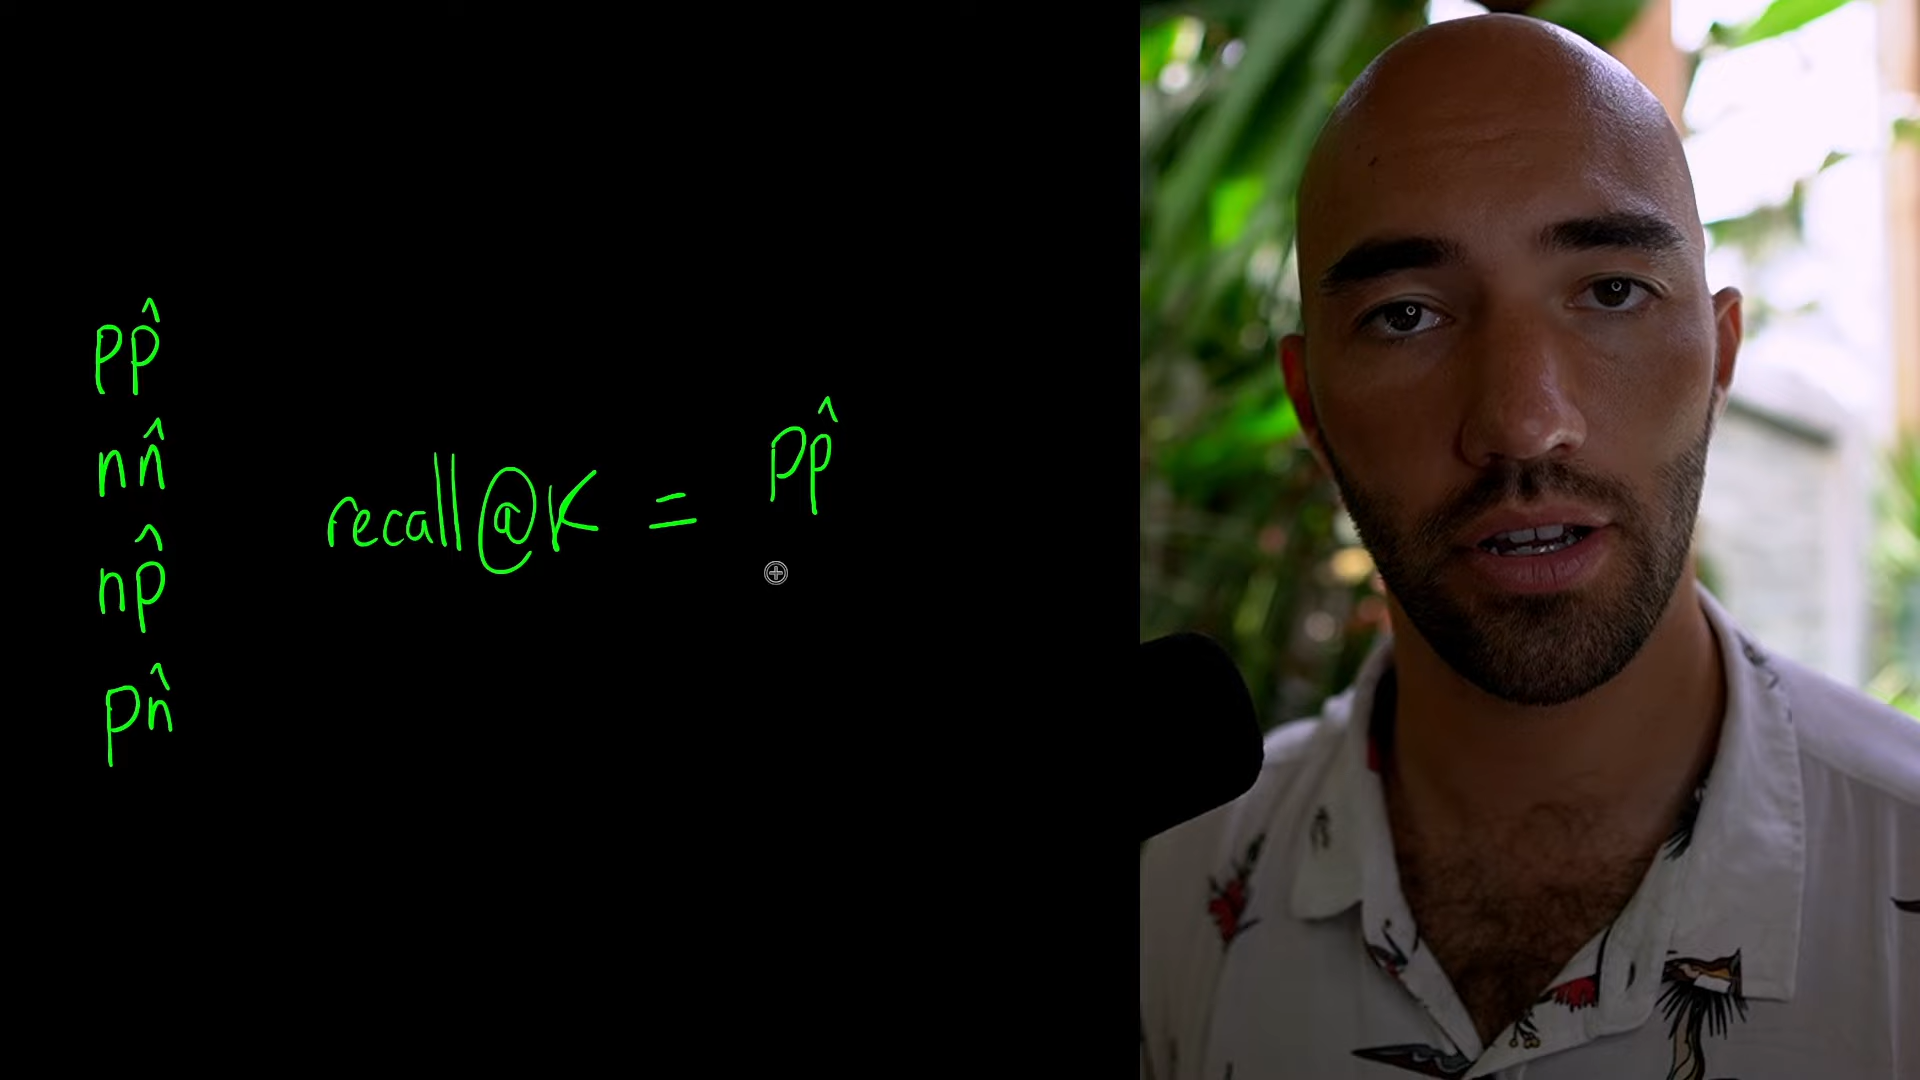 pp̂
nn̂
np̂
pn̂
recall@K = pp̂